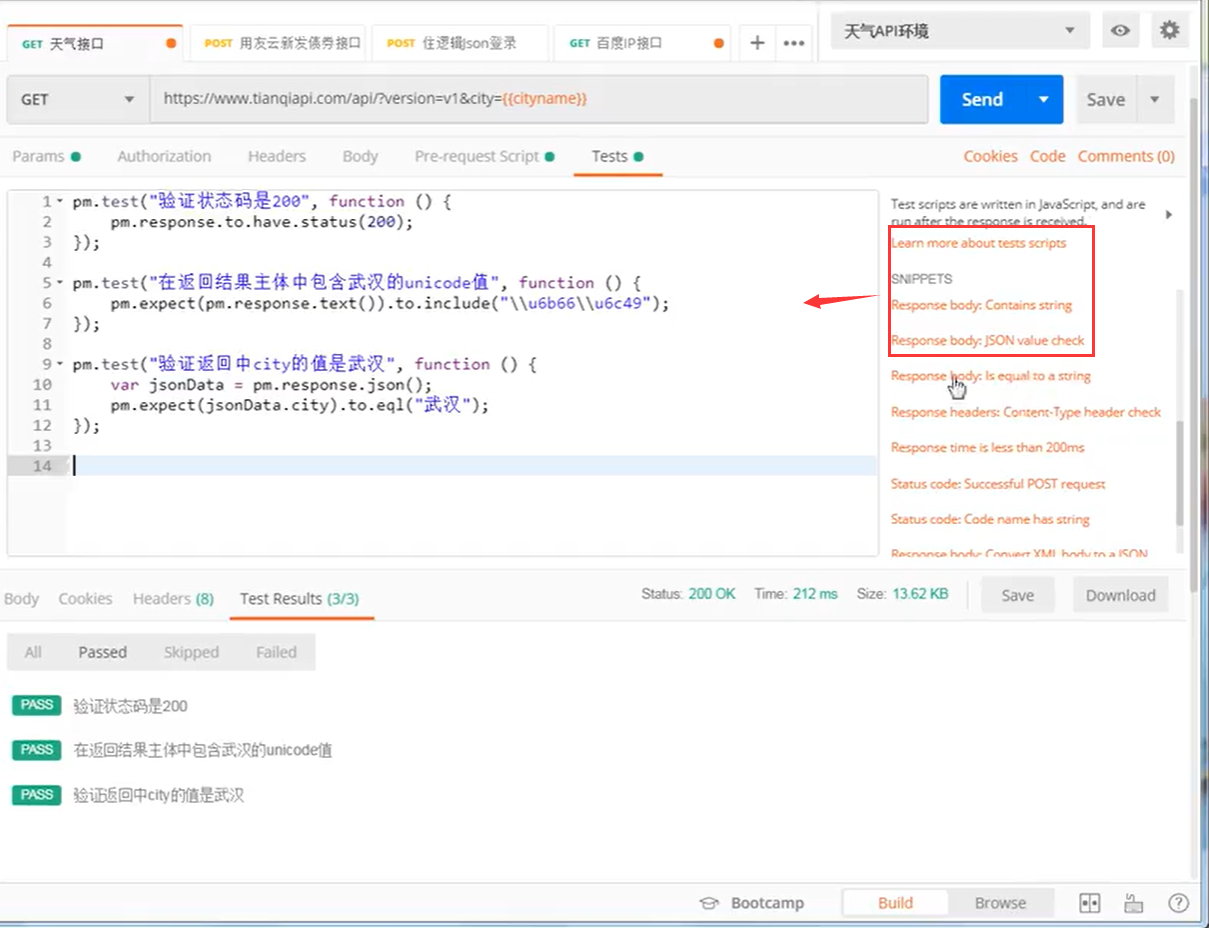 GET 天气接口
POST 用友云新发债券接口
POST 住逻辑Json登录
GET 百度IP接口
天气API环境
GET
https://www.tianqiapi.com/api/?version=v1&city={{cityname}}
Send
Save
Params
Authorization
Headers
Body
Pre-request Script
Tests
Cookies Code Comments (0)
1 pm.test("验证状态码是200", function () {
2 pm.response.to.have.status(200);
3 });
4
5 pm.test("在返回结果主体中包含武汉的unicode值", function () {
6 pm.expect(pm.response.text()).to.include("\\u6b66\\u6c49");
7 });
8
9 pm.test("验证返回中city的值是武汉", function () {
10 var jsonData = pm.response.json();
11 pm.expect(jsonData.city).to.eql("武汉");
12 });
13
14
Test scripts are written in JavaScript, and are
run after the response is received.
Learn more about tests scripts
SNIPPETS
Response body: Contains string
Response body: JSON value check
Response body: Is equal to a string
Response headers: Content-Type header check
Response time is less than 200ms
Status code: Successful POST request
Status code: Code name has string
Response body: Convert XML body to a JSON
Body
Cookies
Headers (8)
Test Results (3/3)
Status: 200 OK
Time: 212 ms
Size: 13.62 KB
Save
Download
All
Passed
Skipped
Failed
PASS 验证状态码是200
PASS 在返回结果主体中包含武汉的unicode值
PASS 验证返回中city的值是武汉
Bootcamp
Build
Browse